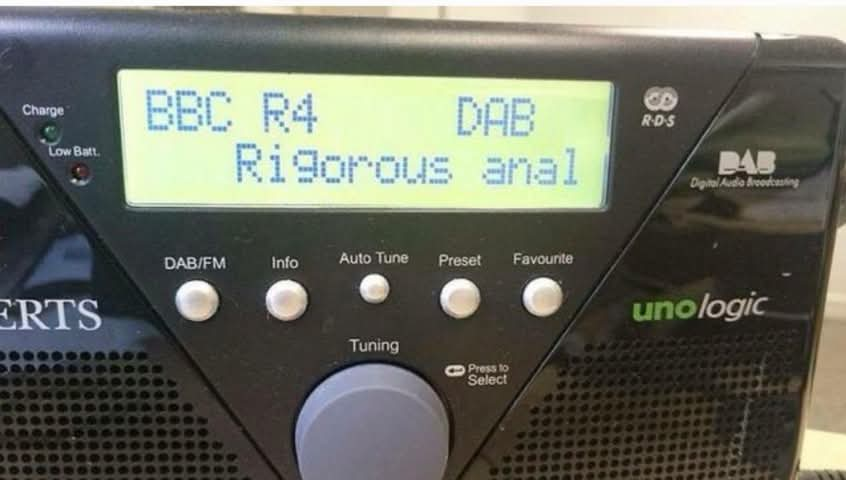 BBC R4 DAB
Rigorous anal
Charge
Low Batt.
R·D·S
DAB
Digital Audio Broadcasting
DAB/FM
Info
Auto Tune
Preset
Favourite
ERTS
unologic
Tuning
Press to
Select